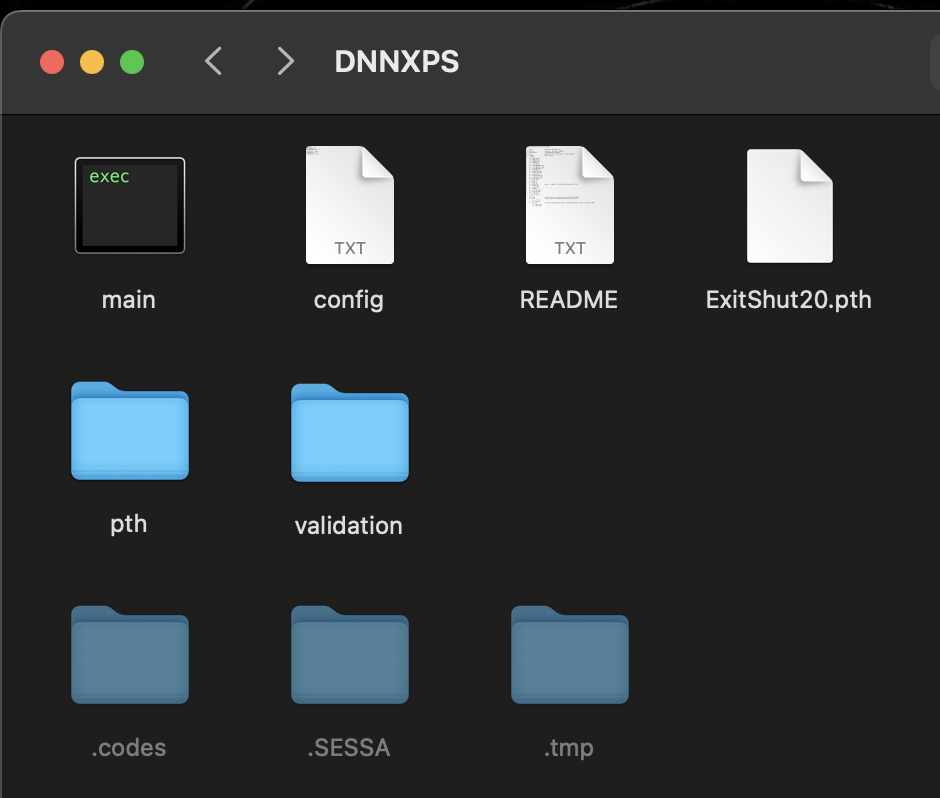 DNNXPS
exec
TXT
TXT
main
config
README
ExitShut20.pth
pth
validation
.codes
.SESSA
.tmp